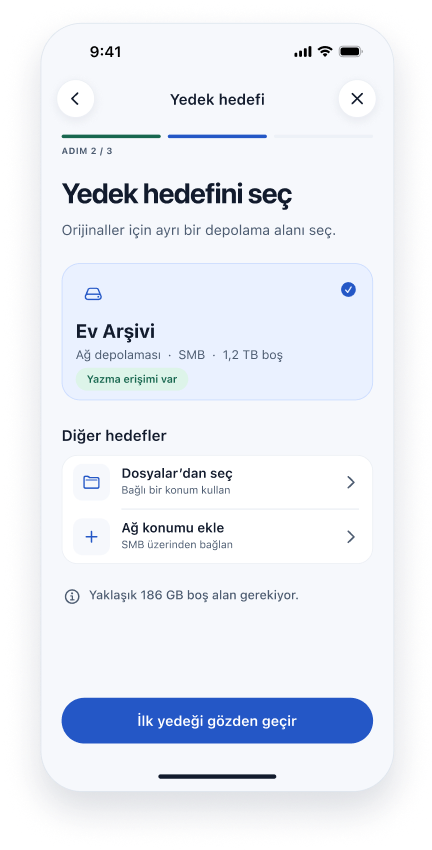 9:41
Yedek hedefi
ADIM 2 / 3
Yedek hedefini seç
Orijinaller için ayrı bir depolama alanı seç.
Ev Arşivi
Ağ depolaması · SMB · 1,2 TB boş
Yazma erişimi var
Diğer hedefler
Dosyalar’dan seç
Bağlı bir konum kullan
Ağ konumu ekle
SMB üzerinden bağlan
Yaklaşık 186 GB boş alan gerekiyor.
İlk yedeği gözden geçir